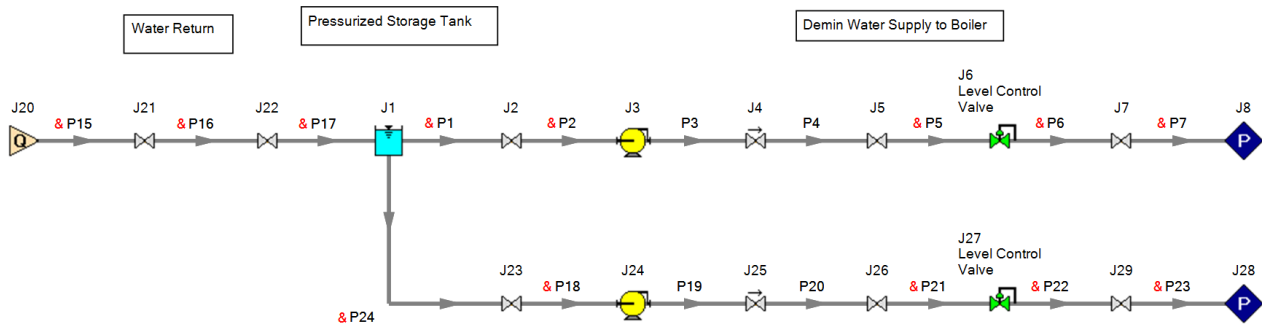 Water Return
Pressurized Storage Tank
Demin Water Supply to Boiler
J20
& P15
J21
& P16
J22
& P17
J1
& P1
J2
& P2
J3
P3
J4
P4
J5
& P5
J6
Level Control
Valve
& P6
J7
& P7
J8
Q
P
& P24
J23
& P18
J24
P19
J25
P20
J26
& P21
J27
Level Control
Valve
& P22
J29
& P23
J28
P